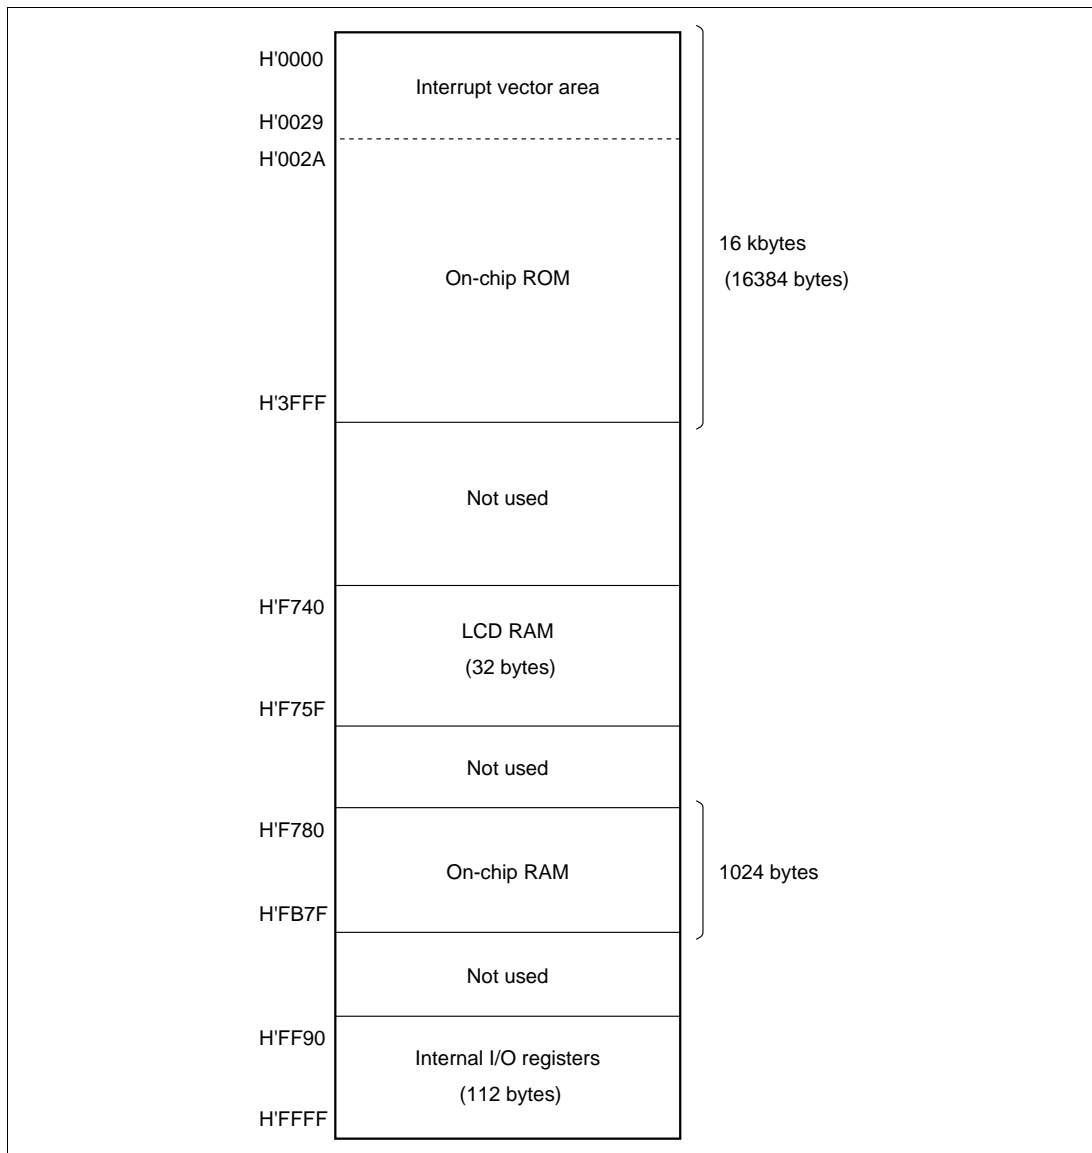 H'0000
Interrupt vector area
H'0029
H'002A
16 kbytes
On-chip ROM
(16384 bytes)
H'3FFF
Not used
H'F740
LCD RAM
(32 bytes)
H'F75F
Not used
H'F780
On-chip RAM
1024 bytes
H'FB7F
Not used
H'FF90
Internal I/O registers
(112 bytes)
H'FFFF